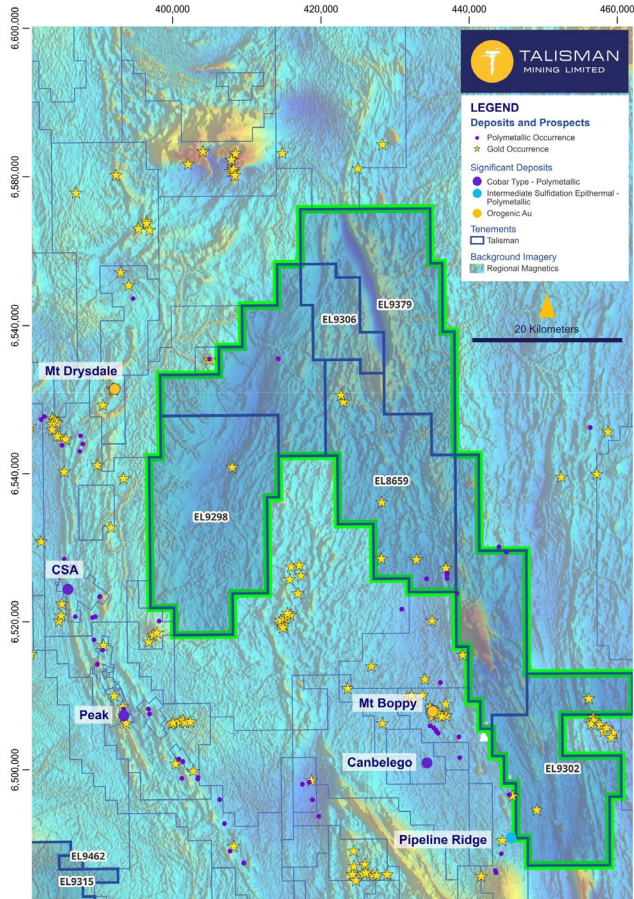 400,000
420,000
440,000
460,000
6,600,000
6,580,000
6,540,000
6,540,000
6,520,000
6,500,000
TALISMAN
MINING LIMITED
LEGEND
Deposits and Prospects
Polymetallic Occurrence
Gold Occurrence
Significant Deposits
Cobar Type - Polymetallic
Intermediate Sulfidation Epithermal -
Polymetallic
Orogenic Au
Tenements
Talisman
Background Imagery
Regional Magnetics
20 Kilometers
EL9379
EL9306
Mt Drysdale
EL8659
EL9298
CSA
Mt Boppy
Peak
Canbelego
EL9302
Pipeline Ridge
EL9462
EL9315